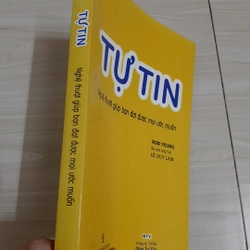 TỰ TIN
Nghệ thuật giúp bạn đạt được mọi ước muốn
TỰ TIN
Nghệ thuật giúp bạn đạt được mọi ước muốn
ROB YEUNG
LÊ HUY LÂM
NTV